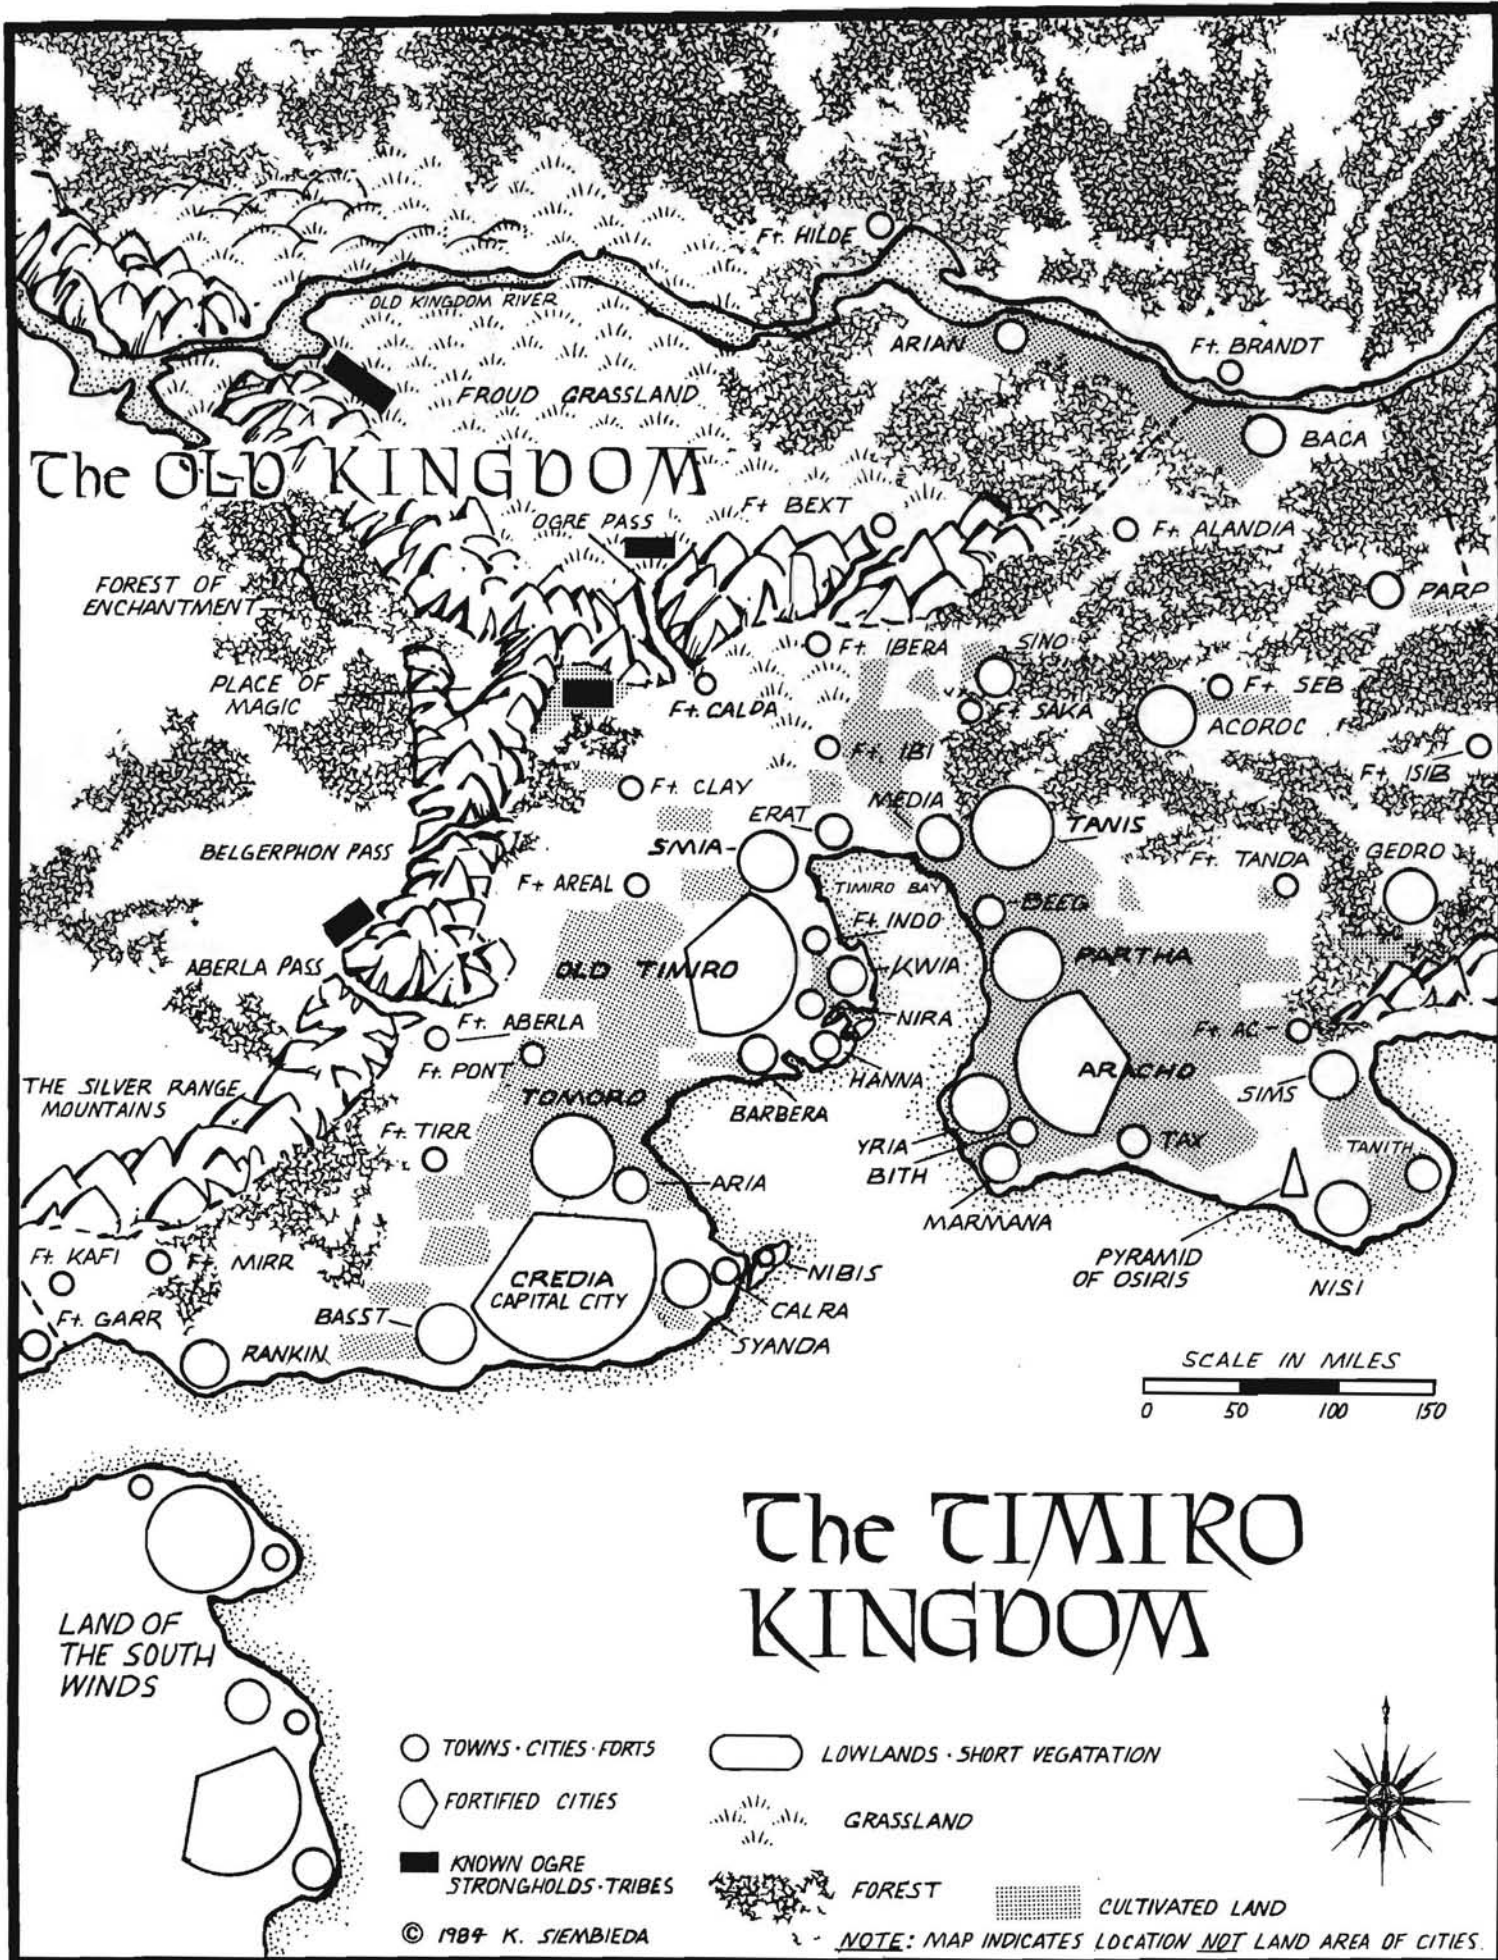 Ft. HILDE
OLD KINGDOM RIVER
ARIAN
Ft. BRANDT
FROUD GRASSLAND
BACA
The OLD KINGDOM
OGRE PASS
Ft BEXT
Ft ALANDIA
FOREST OF
ENCHANTMENT
PARP
Ft. IBERA
SINO
PLACE OF
MAGIC
Ft. CALDA
Ft. SAKA
Ft SEB
ACOROC
Ft. IBI
Ft ISIB
Ft. CLAY
ERAT
MEDIA
TANIS
BELGERPHON PASS
SMIA
Ft. TANDA
GEDRO
Ft AREAL
TIMIRO BAY
BEEG
Ft INDO
ABERLA PASS
OLD TIMIRO
KWIA
PARTHA
Ft. ABERLA
NIRA
Ft. AC
Ft. PONT
HANNA
ARACHO
THE SILVER RANGE
MOUNTAINS
TOMORO
BARBERA
SIMS
Ft. TIRR
YRIA
TAX
TANITH
BITH
ARIA
MARMANA
Ft. KAFI
Ft. MIRR
NIBIS
PYRAMID
OF OSIRIS
NISI
CREDIA
CAPITAL CITY
CALRA
Ft. GARR
BASST
SYANDA
RANKIN
SCALE IN MILES
0 50 100 150
The TIMIRO
KINGDOM
LAND OF
THE SOUTH
WINDS
TOWNS · CITIES · FORTS
LOWLANDS · SHORT VEGATATION
FORTIFIED CITIES
GRASSLAND
KNOWN OGRE
STRONGHOLDS · TRIBES
FOREST
CULTIVATED LAND
© 1984 K. SIEMBIEDA
NOTE: MAP INDICATES LOCATION NOT LAND AREA OF CITIES.